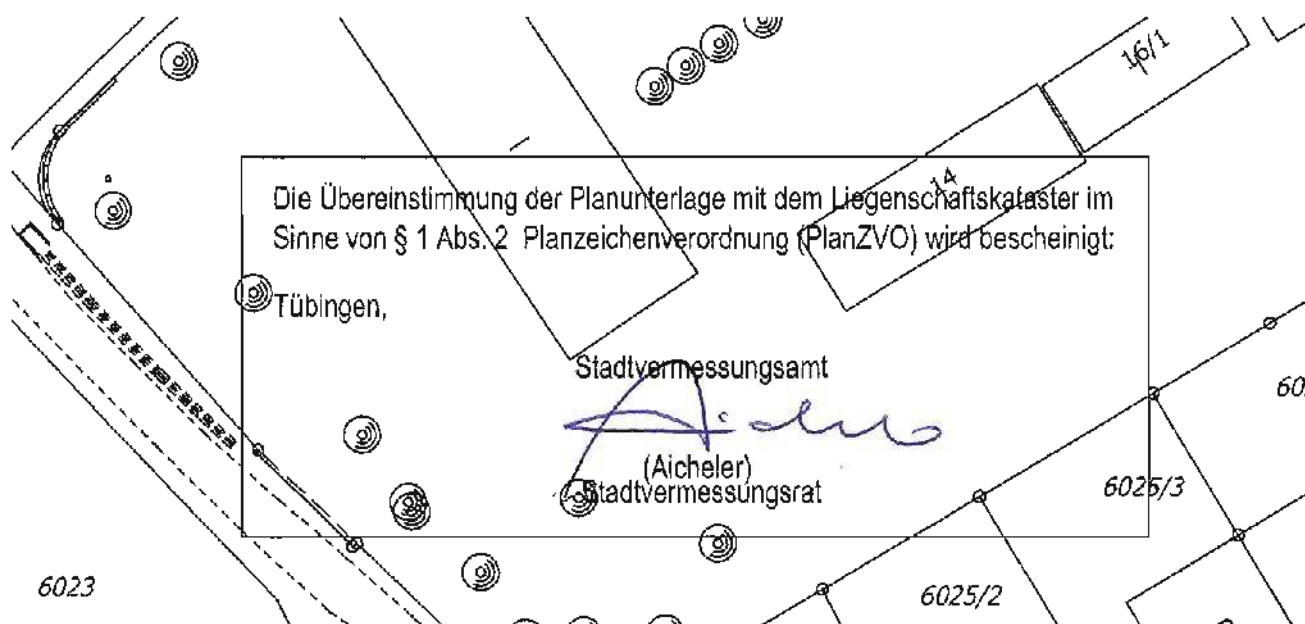 16/1
14
Die Übereinstimmung der Planunterlage mit dem Liegenschaftskataster im
Sinne von § 1 Abs. 2 Planzeichenverordnung (PlanZVO) wird bescheinigt:
Tübingen,
Stadtvermessungsamt
(Aicheler)
Stadtvermessungsrat
6025/3
6023
6025/2